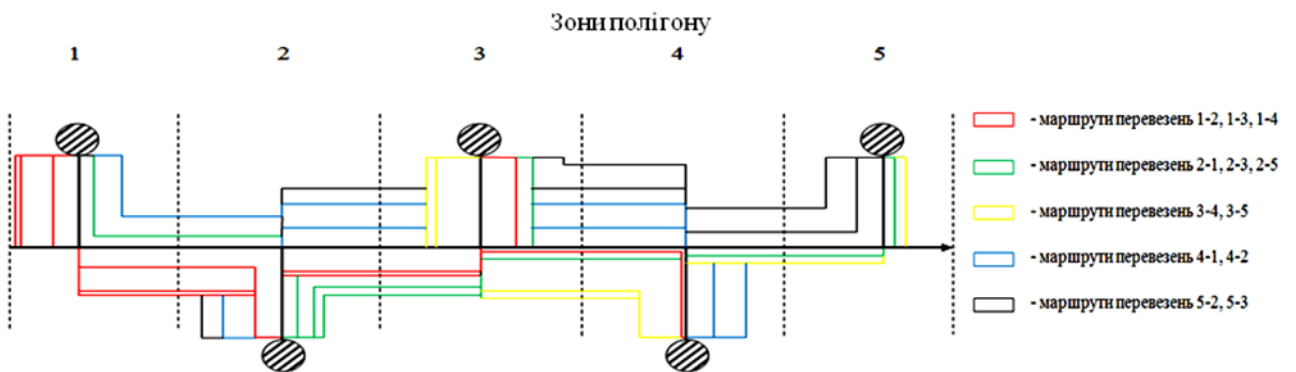 Зони полігону
1 2 3 4 5
- маршрути перевезень 1-2, 1-3, 1-4
- маршрути перевезень 2-1, 2-3, 2-5
- маршрути перевезень 3-4, 3-5
- маршрути перевезень 4-1, 4-2
- маршрути перевезень 5-2, 5-3